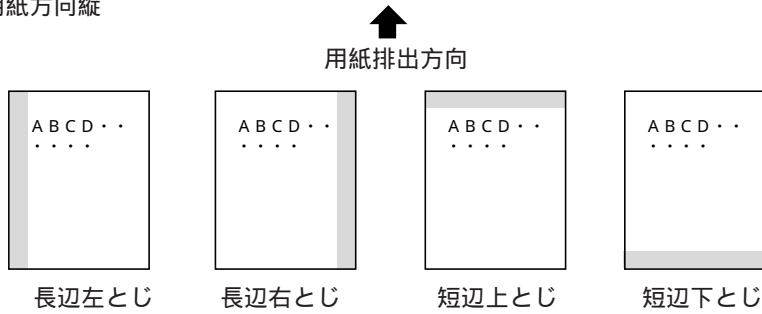 用紙方向縦
用紙排出方向
ABCD・・
・・・・
ABCD・・
・・・・
ABCD・・
・・・・
ABCD・・
・・・・
長辺左とじ
長辺右とじ
短辺上とじ
短辺下とじ